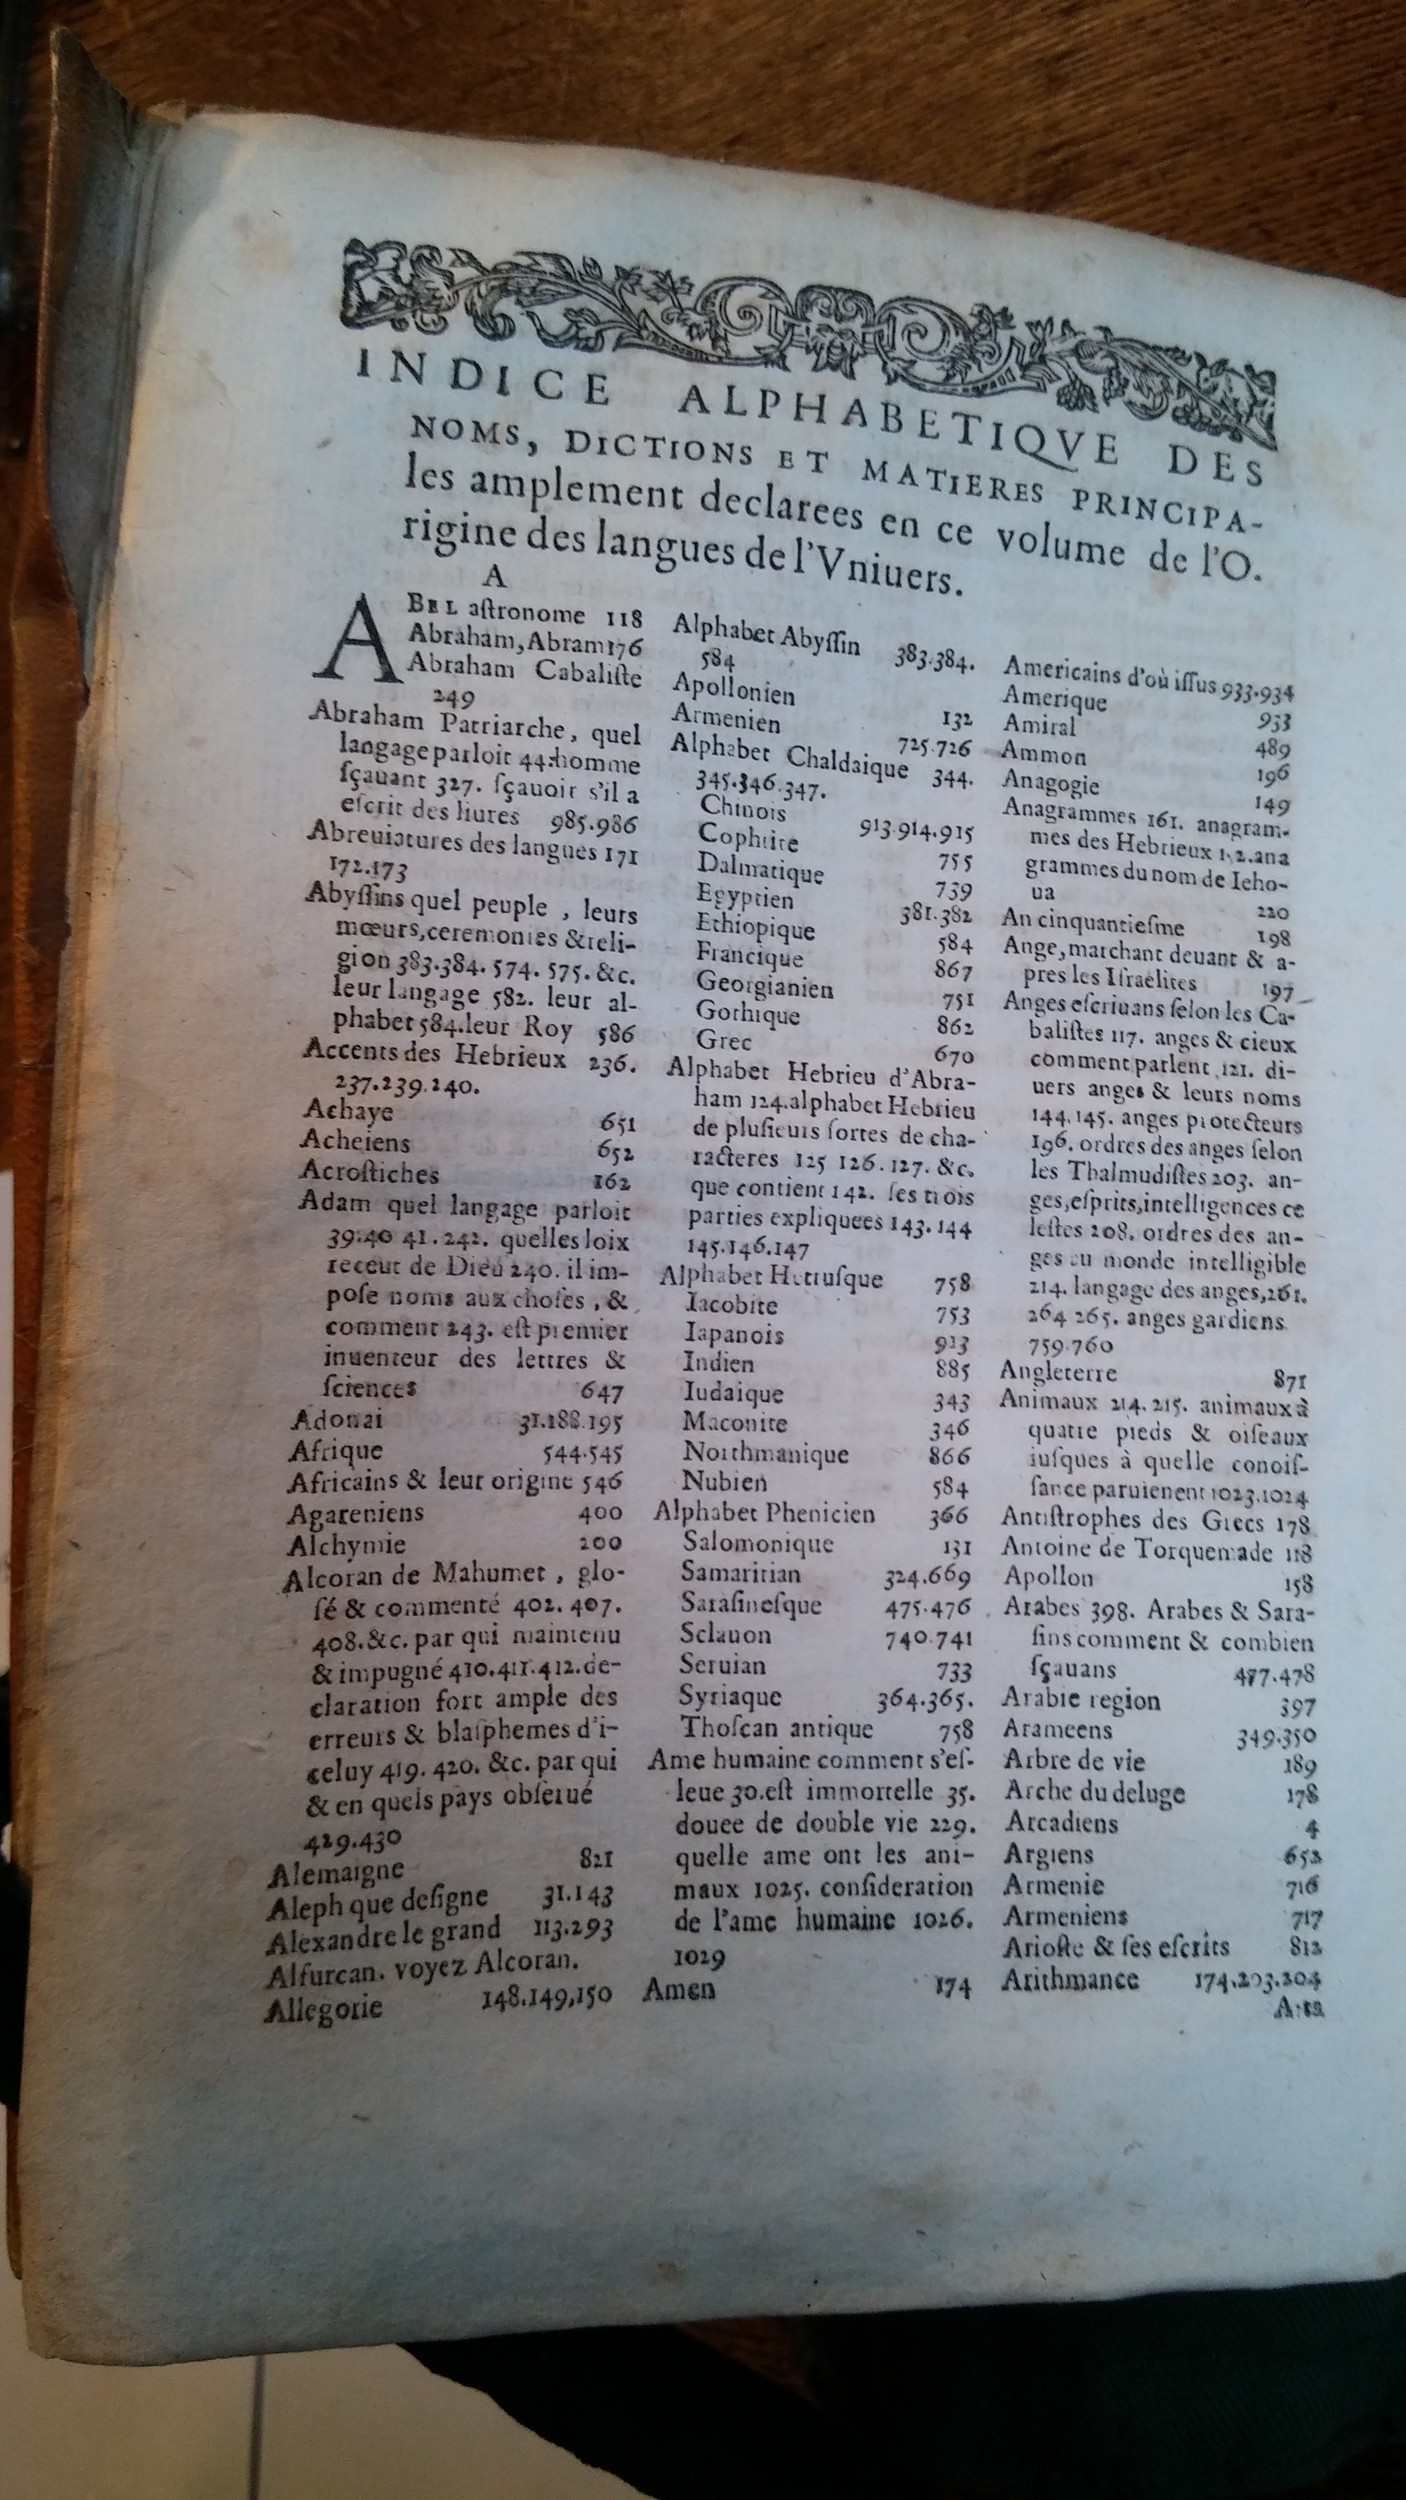 INDICE ALPHABETIQVE DES
NOMS, DICTIONS ET MATIERES PRINCIPA-
les amplement declarees en ce volume de l'O.
rigine des langues de l'Vniuers.
A
ABEL aſtronome 118
Abraham, Abram 176
Abraham Cabaliſte
249
Abraham Patriarche, quel
langage parloit 44. homme
ſçauant 327. ſçauoir s'il a
eſcrit des liures 985.986
Abreuiatures des langues 171
172.173
Abyſſins quel peuple, leurs
mœurs, ceremonies & reli-
gion 383.384. 574. 575. &c.
leur langage 582. leur al-
phabet 584. leur Roy 586
Accents des Hebrieux 236.
237.239.240.
Achaye 651
Acheiens 652
Acroſtiches 162
Adam quel langage parloit
39.40 41.242. quelles loix
receut de Dieu 240. il im-
poſe noms aux choſes, &
comment 243. eſt premier
inuenteur des lettres &
ſciences 647
Adonai 31.188.195
Afrique 544.545
Africains & leur origine 546
Agareniens 400
Alchymie 200
Alcoran de Mahumet, glo-
ſé & commenté 402. 407.
408. &c. par qui maintenu
& impugné 410.411.412. de-
claration fort ample des
erreurs & blaſphemes d'i-
celuy 419. 420. &c. par qui
& en quels pays obſerué
429.430
Alemaigne 821
Aleph que deſigne 31.143
Alexandre le grand 113.293
Alfurcan. voyez Alcoran.
Allegorie 148.149,150
Alphabet Abyſſin 383.384.
584
Apollonien 132
Armenien 725.726
Alphabet Chaldaique 344.
345.346.347.
Chinois 913.914.915
Cophtite 755
Dalmatique 739
Egyptien 381.382
Ethiopique 584
Francique 867
Georgianien 751
Gothique 862
Grec 670
Alphabet Hebrieu d'Abra-
ham 124. alphabet Hebrieu
de pluſieurs ſortes de cha-
racteres 125 126. 127. &c.
que contient 142. ſes trois
parties expliquees 143. 144
145.146.147
Alphabet Hetruſque 758
Iacobite 753
Iapanois 913
Indien 885
Iudaique 343
Maconite 346
Northmanique 866
Nubien 584
Alphabet Phenicien 366
Salomonique 131
Samaritian 324.669
Saraſineſque 475.476
Sclauon 740.741
Seruian 733
Syriaque 364.365.
Thoſcan antique 758
Ame humaine comment s'eſ-
leue 30. eſt immortelle 35.
douee de double vie 229.
quelle ame ont les ani-
maux 1025. conſideration
de l'ame humaine 1026.
1029
Amen 174
Americains d'où iſſus 933.934
Amerique 933
Amiral 489
Ammon 196
Anagogie 149
Anagrammes 161. anagram-
mes des Hebrieux ana
grammes du nom de Ieho-
ua 220
An cinquantieſme 198
Ange, marchant deuant & a-
pres les Iſraëlites 197
Anges eſcriuans ſelon les Ca-
baliſtes 117. anges & cieux
comment parlent 121. di-
uers anges & leurs noms
144.145. anges protecteurs
196. ordres des anges ſelon
les Thalmudiſtes 203. an-
ges, eſprits, intelligences ce
leſtes 208. ordres des an-
ges au monde intelligible
214. langage des anges, 261.
264 265. anges gardiens
759.760
Angleterre 871
Animaux 214. 215. animaux à
quatre pieds & oiſeaux
iuſques à quelle conoiſ-
ſance paruienent 1023.1024
Antiſtrophes des Grecs 178
Antoine de Torquemade 118
Apollon 158
Arabes 398. Arabes & Sara-
ſins comment & combien
ſçauans 477.478
Arabie region 397
Arameens 349.350
Arbre de vie 189
Arche du deluge 178
Arcadiens 4
Argiens 652
Armenie 716
Armeniens 717
Arioſte & ſes eſcrits 812
Arithmance 174.203.204